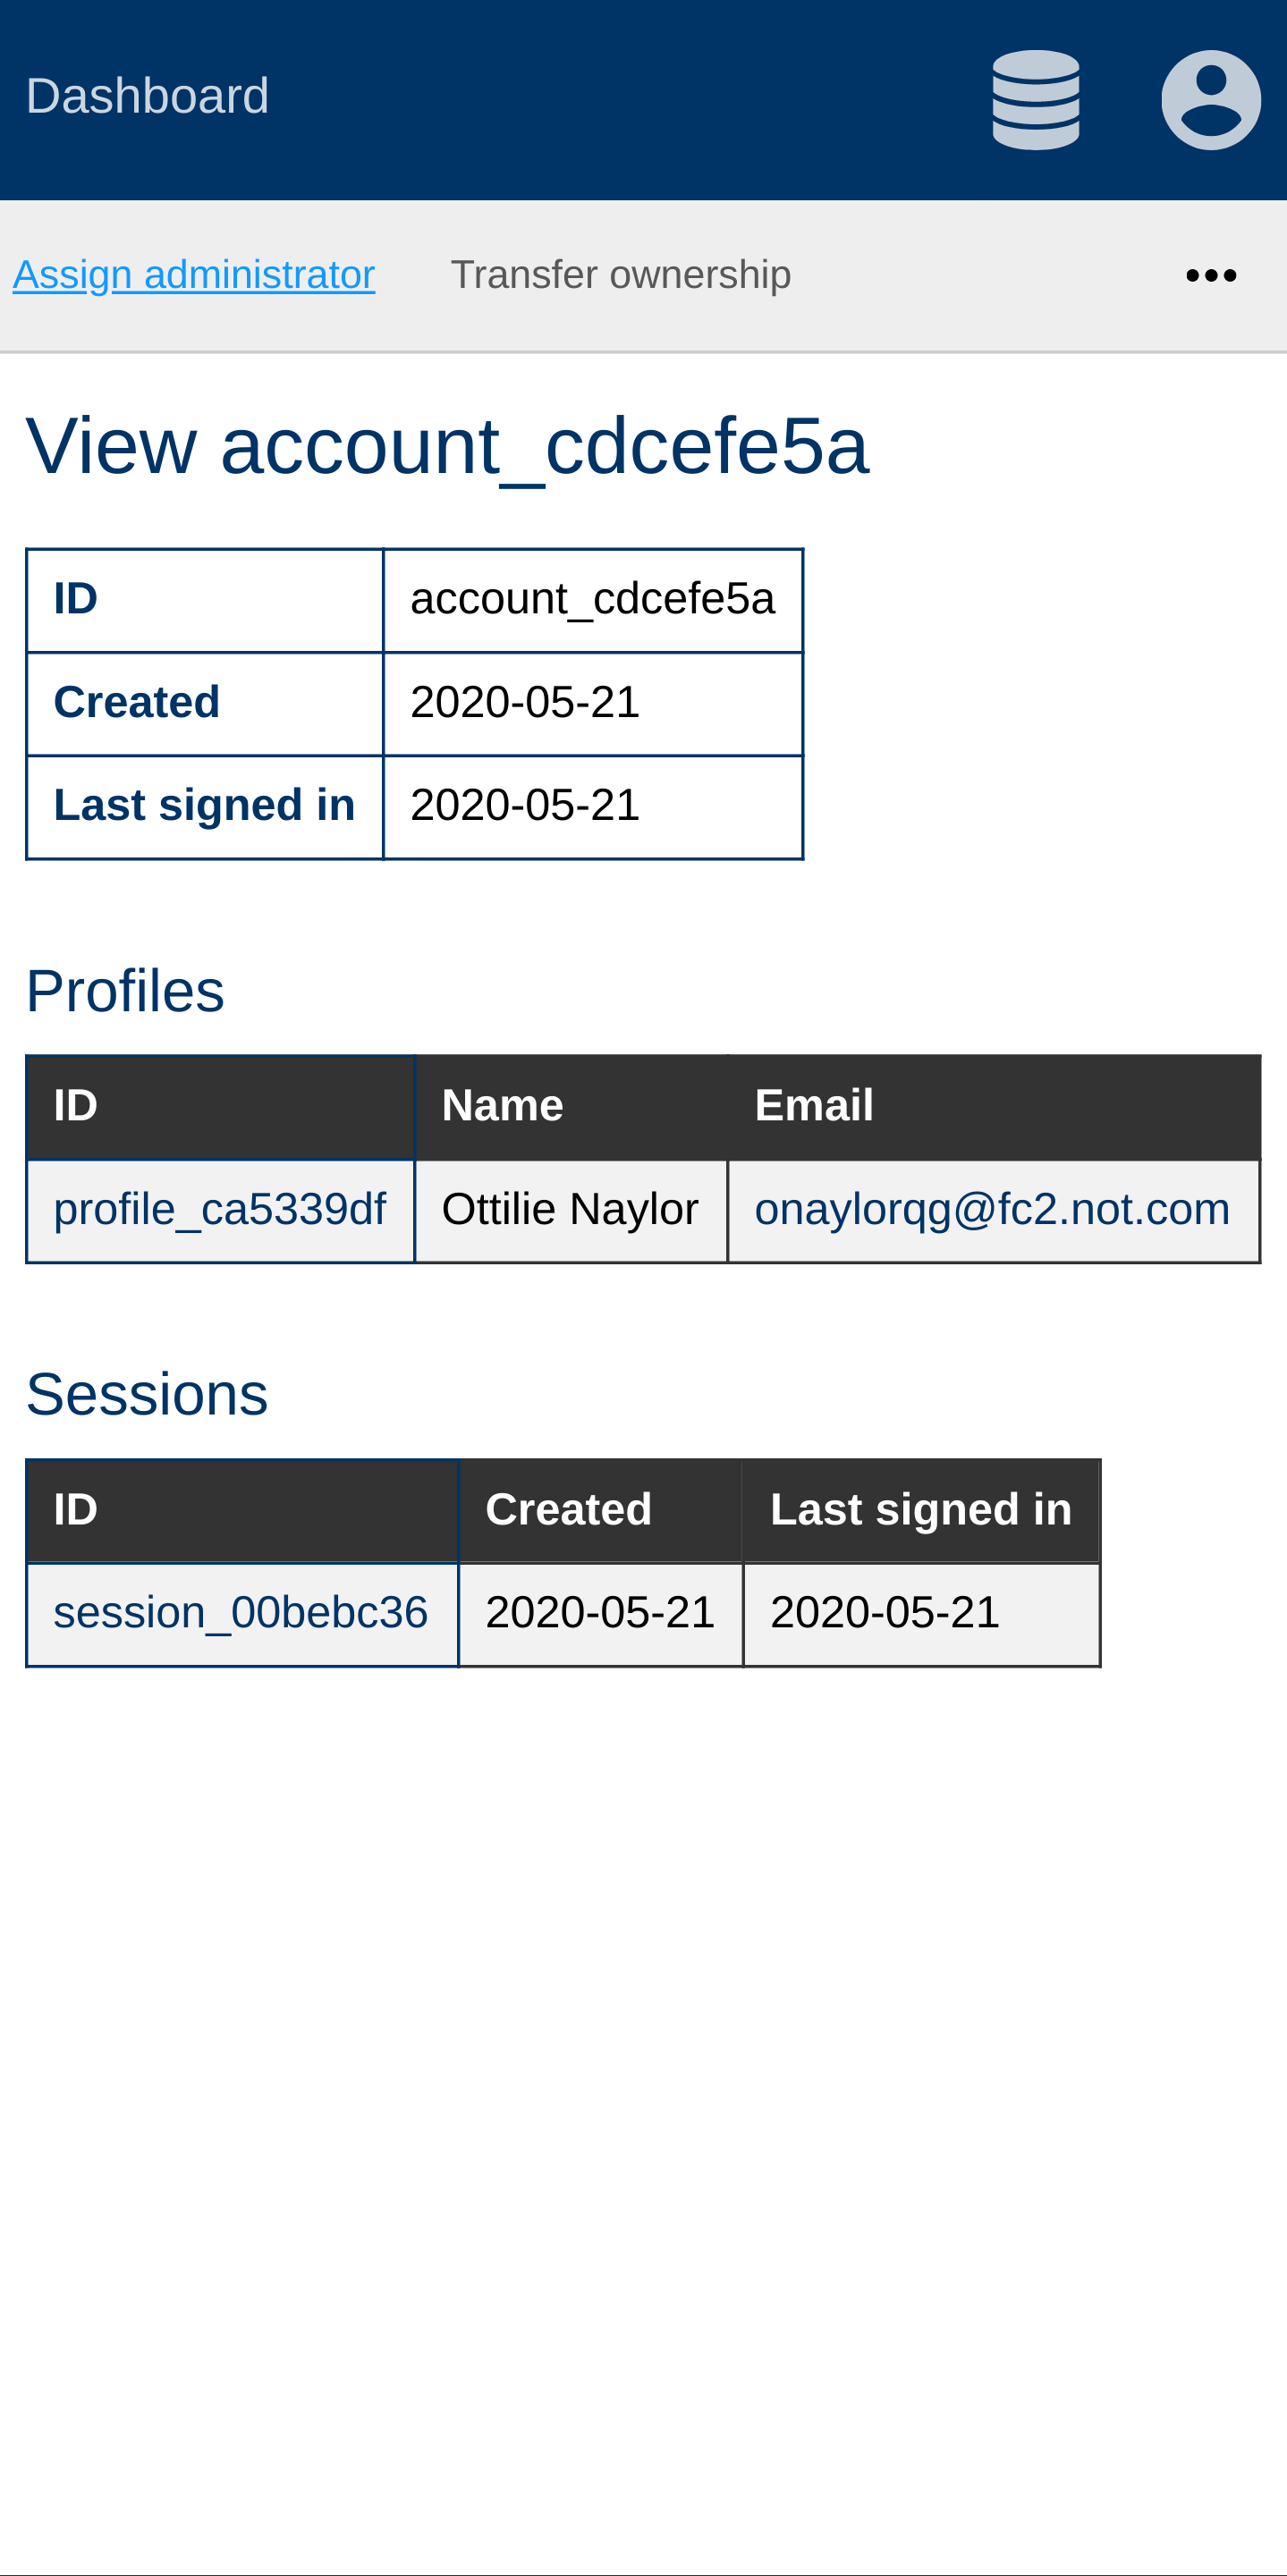 Dashboard
Assign administrator Transfer ownership
View account_cdcefe5a
ID account_cdcefe5a
Created 2020-05-21
Last signed in 2020-05-21
Profiles
ID Name Email
profile_ca5339df Ottilie Naylor onaylorqg@fc2.not.com
Sessions
ID Created Last signed in
session_00bebc36 2020-05-21 2020-05-21